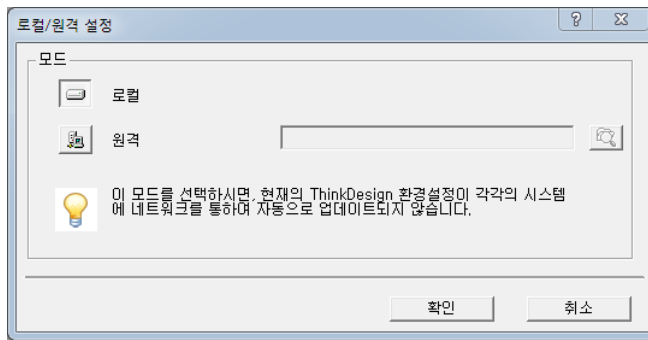 로컬/원격 설정
모드
로컬
원격
이 모드를 선택하시면, 현재의 ThinkDesign 환경설정이 각각의 시스템
에 네트워크를 통하여 자동으로 업데이트되지 않습니다.
확인 취소